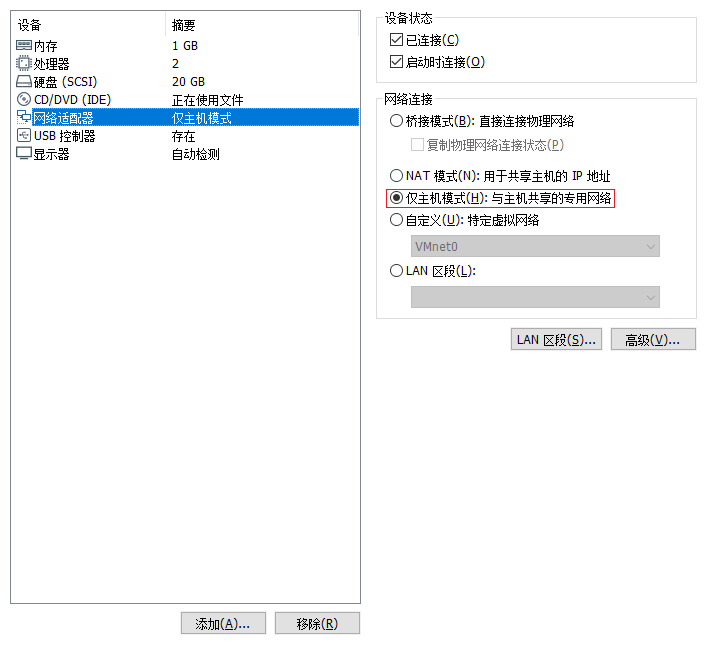 设备 摘要
内存 1 GB
处理器 2
硬盘 (SCSI) 20 GB
CD/DVD (IDE) 正在使用文件
网络适配器 仅主机模式
USB 控制器 存在
显示器 自动检测
添加(A)... 移除(R)
设备状态
已连接(C)
启动时连接(O)
网络连接
桥接模式(B): 直接连接物理网络
复制物理网络连接状态(P)
NAT 模式(N): 用于共享主机的 IP 地址
仅主机模式(H): 与主机共享的专用网络
自定义(U): 特定虚拟网络
VMnet0
LAN 区段(L):
LAN 区段(S)... 高级(V)...